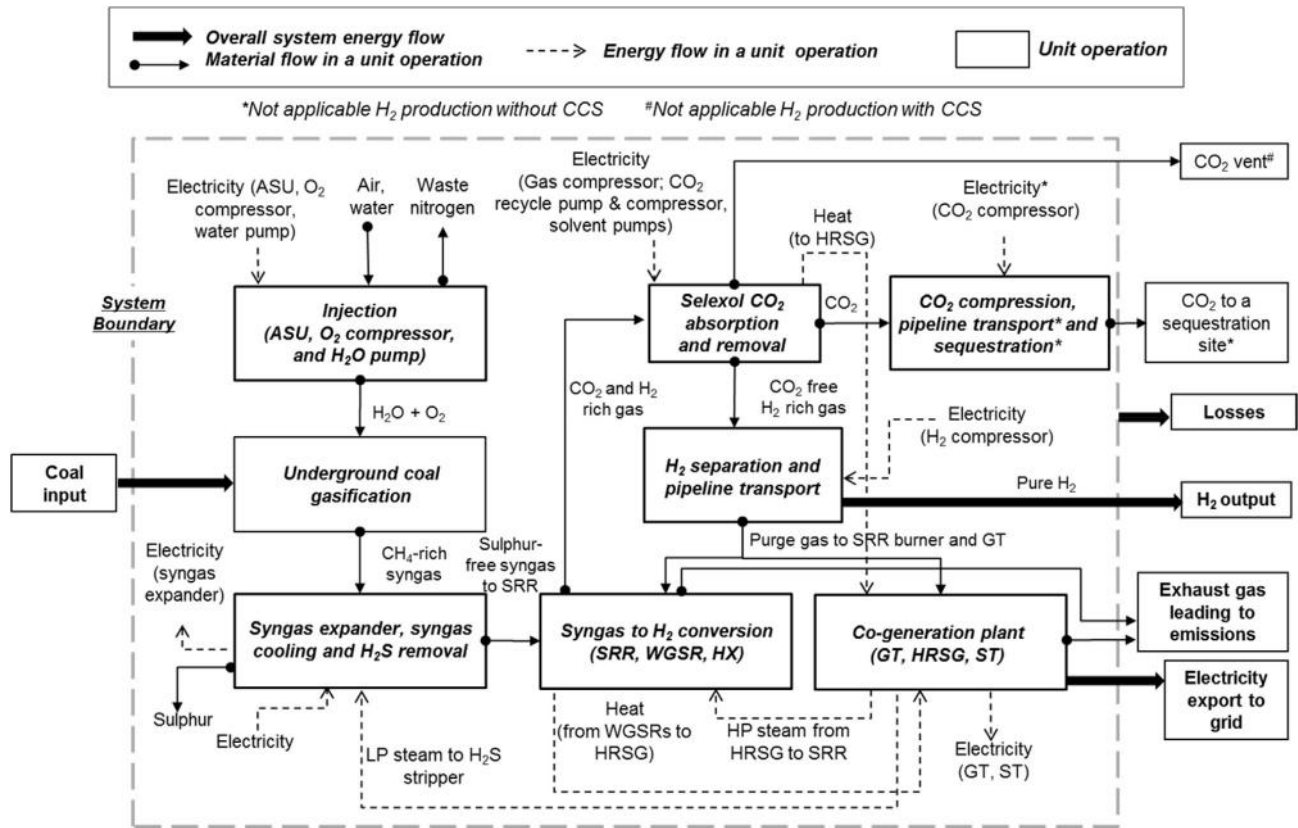 Overall system energy flow
Material flow in a unit operation
Energy flow in a unit operation
Unit operation
*Not applicable H₂ production without CCS
#Not applicable H₂ production with CCS
System
Boundary
Electricity (ASU, O₂
compressor,
water pump)
Air,
water
Waste
nitrogen
Electricity
(Gas compressor; CO₂
recycle pump & compressor,
solvent pumps)
Heat
(to HRSG)
Electricity*
(CO₂ compressor)
CO₂ vent#
Injection
(ASU, O₂ compressor,
and H₂O pump)
Selexol CO₂
absorption
and removal
CO₂
CO₂ compression,
pipeline transport* and
sequestration*
CO₂ to a
sequestration
site*
H₂O + O₂
CO₂ and H₂
rich gas
CO₂ free
H₂ rich gas
Electricity
(H₂ compressor)
Losses
Coal
input
Underground coal
gasification
H₂ separation and
pipeline transport
Pure H₂
H₂ output
Electricity
(syngas
expander)
CH₄-rich
syngas
Sulphur-
free syngas
to SRR
Purge gas to SRR burner and GT
Syngas expander, syngas
cooling and H₂S removal
Syngas to H₂ conversion
(SRR, WGSR, HX)
Co-generation plant
(GT, HRSG, ST)
Exhaust gas
leading to
emissions
Electricity
export to
grid
Sulphur
Electricity
LP steam to H₂S
stripper
Heat
(from WGSRs to
HRSG)
HP steam from
HRSG to SRR
Electricity
(GT, ST)